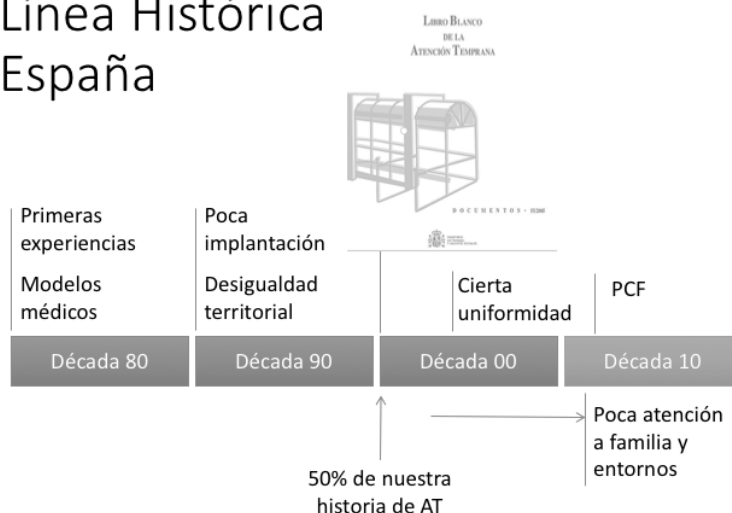 Línea Histórica
España
LIBRO BLANCO
DE LA
ATENCIÓN TEMPRANA
DOCUMENTOS
Primeras
experiencias
Modelos
médicos
Poca
implantación
Desigualdad
territorial
Cierta
uniformidad
PCF
Década 80
Década 90
Década 00
Década 10
Poca atención
a familia y
entornos
50% de nuestra
historia de AT